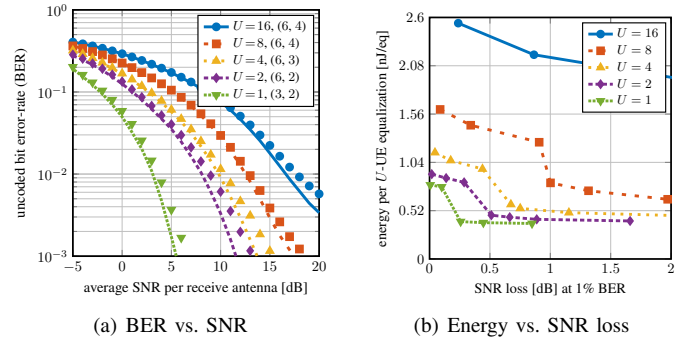 10^0
10^-1
10^-2
10^-3
uncoded bit error-rate (BER)
U = 16, (6, 4)
U = 8, (6, 4)
U = 4, (6, 3)
U = 2, (6, 2)
U = 1, (3, 2)
−5 0 5 10 15 20
average SNR per receive antenna [dB]
(a) BER vs. SNR
2.6
2.08
1.56
1.04
0.52
0
energy per U-UE equalization [nJ/eq]
U = 16
U = 8
U = 4
U = 2
U = 1
0 0.5 1 1.5 2
SNR loss [dB] at 1% BER
(b) Energy vs. SNR loss